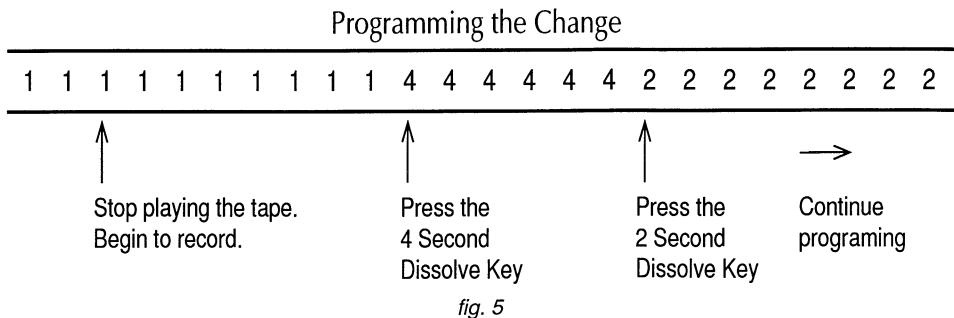 Programming the Change
1 1 1 1 1 1 1 1 1 1 4 4 4 4 4 4 2 2 2 2 2 2 2 2
Stop playing the tape.
Begin to record.
Press the
4 Second
Dissolve Key
Press the
2 Second
Dissolve Key
Continue
programing
fig. 5